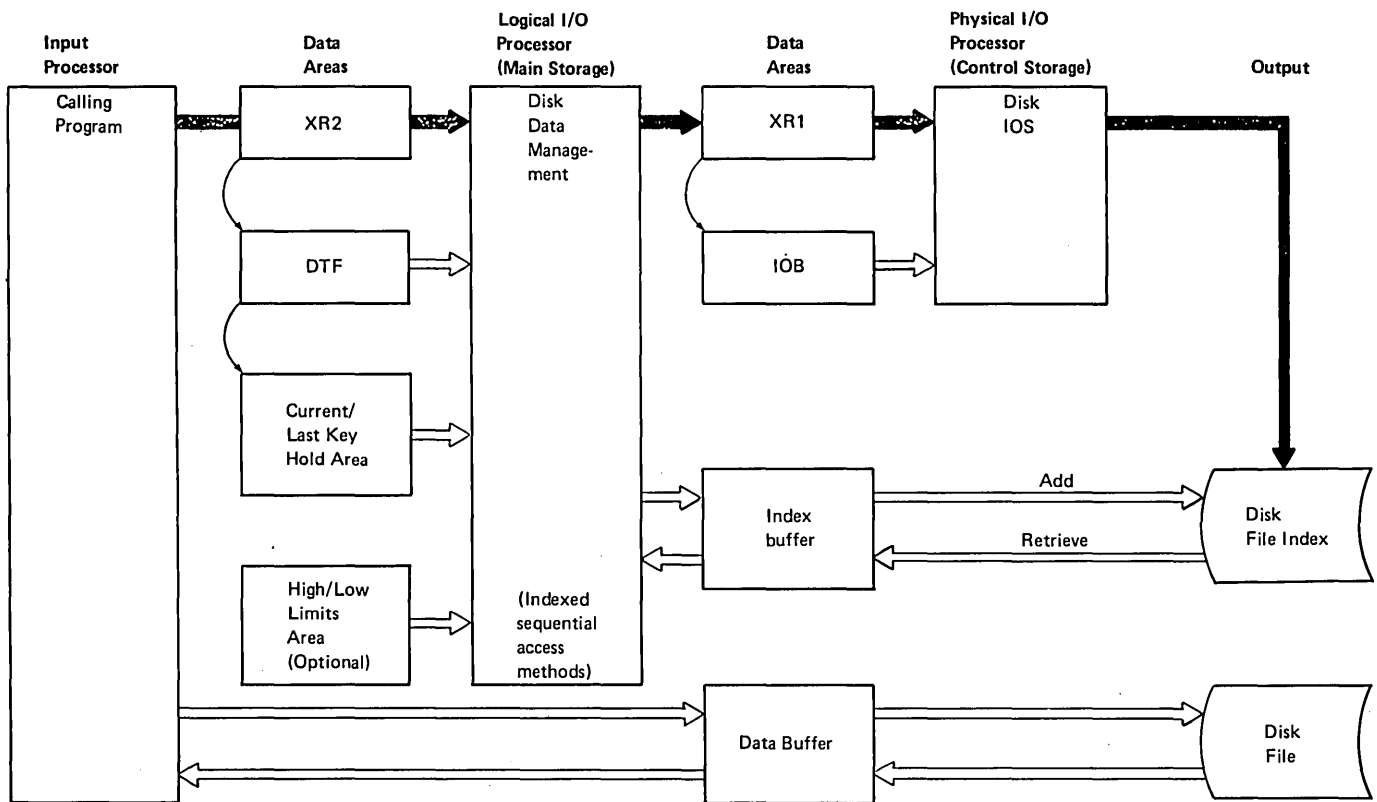 Input
Processor
Data
Areas
Logical I/O
Processor
(Main Storage)
Data
Areas
Physical I/O
Processor
(Control Storage)
Output
Calling
Program
XR2
Disk
Data
Manage-
ment
XR1
Disk
IOS
DTF
IOB
Current/
Last Key
Hold Area
Index
buffer
Add
Retrieve
Disk
File Index
High/Low
Limits
Area
(Optional)
(Indexed
sequential
access
methods)
Data Buffer
Disk
File